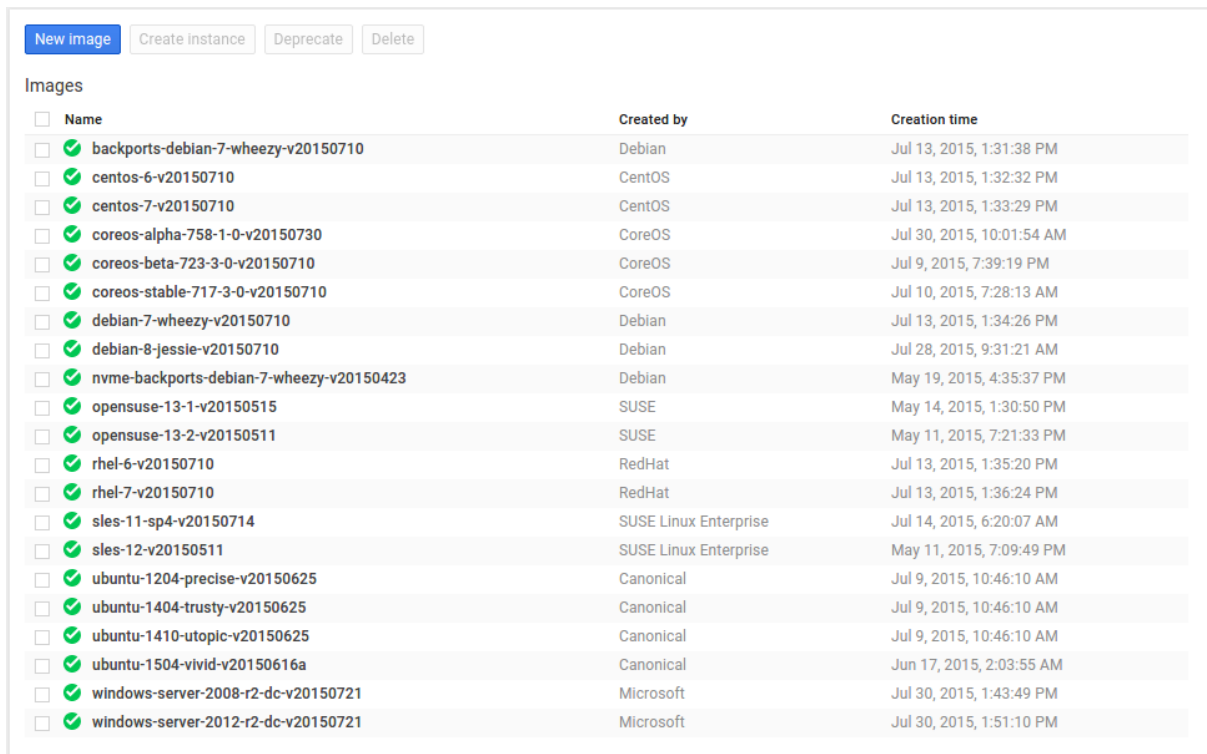 New image Create instance Deprecate Delete
Images
Name Created by Creation time
backports-debian-7-wheezy-v20150710 Debian Jul 13, 2015, 1:31:38 PM
centos-6-v20150710 CentOS Jul 13, 2015, 1:32:32 PM
centos-7-v20150710 CentOS Jul 13, 2015, 1:33:29 PM
coreos-alpha-758-1-0-v20150730 CoreOS Jul 30, 2015, 10:01:54 AM
coreos-beta-723-3-0-v20150710 CoreOS Jul 9, 2015, 7:39:19 PM
coreos-stable-717-3-0-v20150710 CoreOS Jul 10, 2015, 7:28:13 AM
debian-7-wheezy-v20150710 Debian Jul 13, 2015, 1:34:26 PM
debian-8-jessie-v20150710 Debian Jul 28, 2015, 9:31:21 AM
nvme-backports-debian-7-wheezy-v20150423 Debian May 19, 2015, 4:35:37 PM
opensuse-13-1-v20150515 SUSE May 14, 2015, 1:30:50 PM
opensuse-13-2-v20150511 SUSE May 11, 2015, 7:21:33 PM
rhel-6-v20150710 RedHat Jul 13, 2015, 1:35:20 PM
rhel-7-v20150710 RedHat Jul 13, 2015, 1:36:24 PM
sles-11-sp4-v20150714 SUSE Linux Enterprise Jul 14, 2015, 6:20:07 AM
sles-12-v20150511 SUSE Linux Enterprise May 11, 2015, 7:09:49 PM
ubuntu-1204-precise-v20150625 Canonical Jul 9, 2015, 10:46:10 AM
ubuntu-1404-trusty-v20150625 Canonical Jul 9, 2015, 10:46:10 AM
ubuntu-1410-utopic-v20150625 Canonical Jul 9, 2015, 10:46:10 AM
ubuntu-1504-vivid-v20150616a Canonical Jun 17, 2015, 2:03:55 AM
windows-server-2008-r2-dc-v20150721 Microsoft Jul 30, 2015, 1:43:49 PM
windows-server-2012-r2-dc-v20150721 Microsoft Jul 30, 2015, 1:51:10 PM